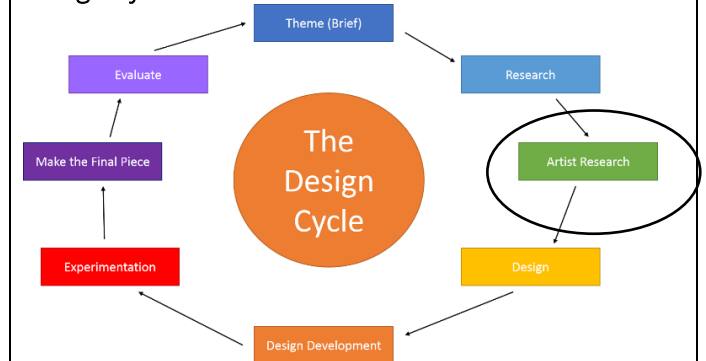 Theme (Brief)
Evaluate
Research
The
Design
Cycle
Make the Final Piece
Artist Research
Experimentation
Design
Design Development